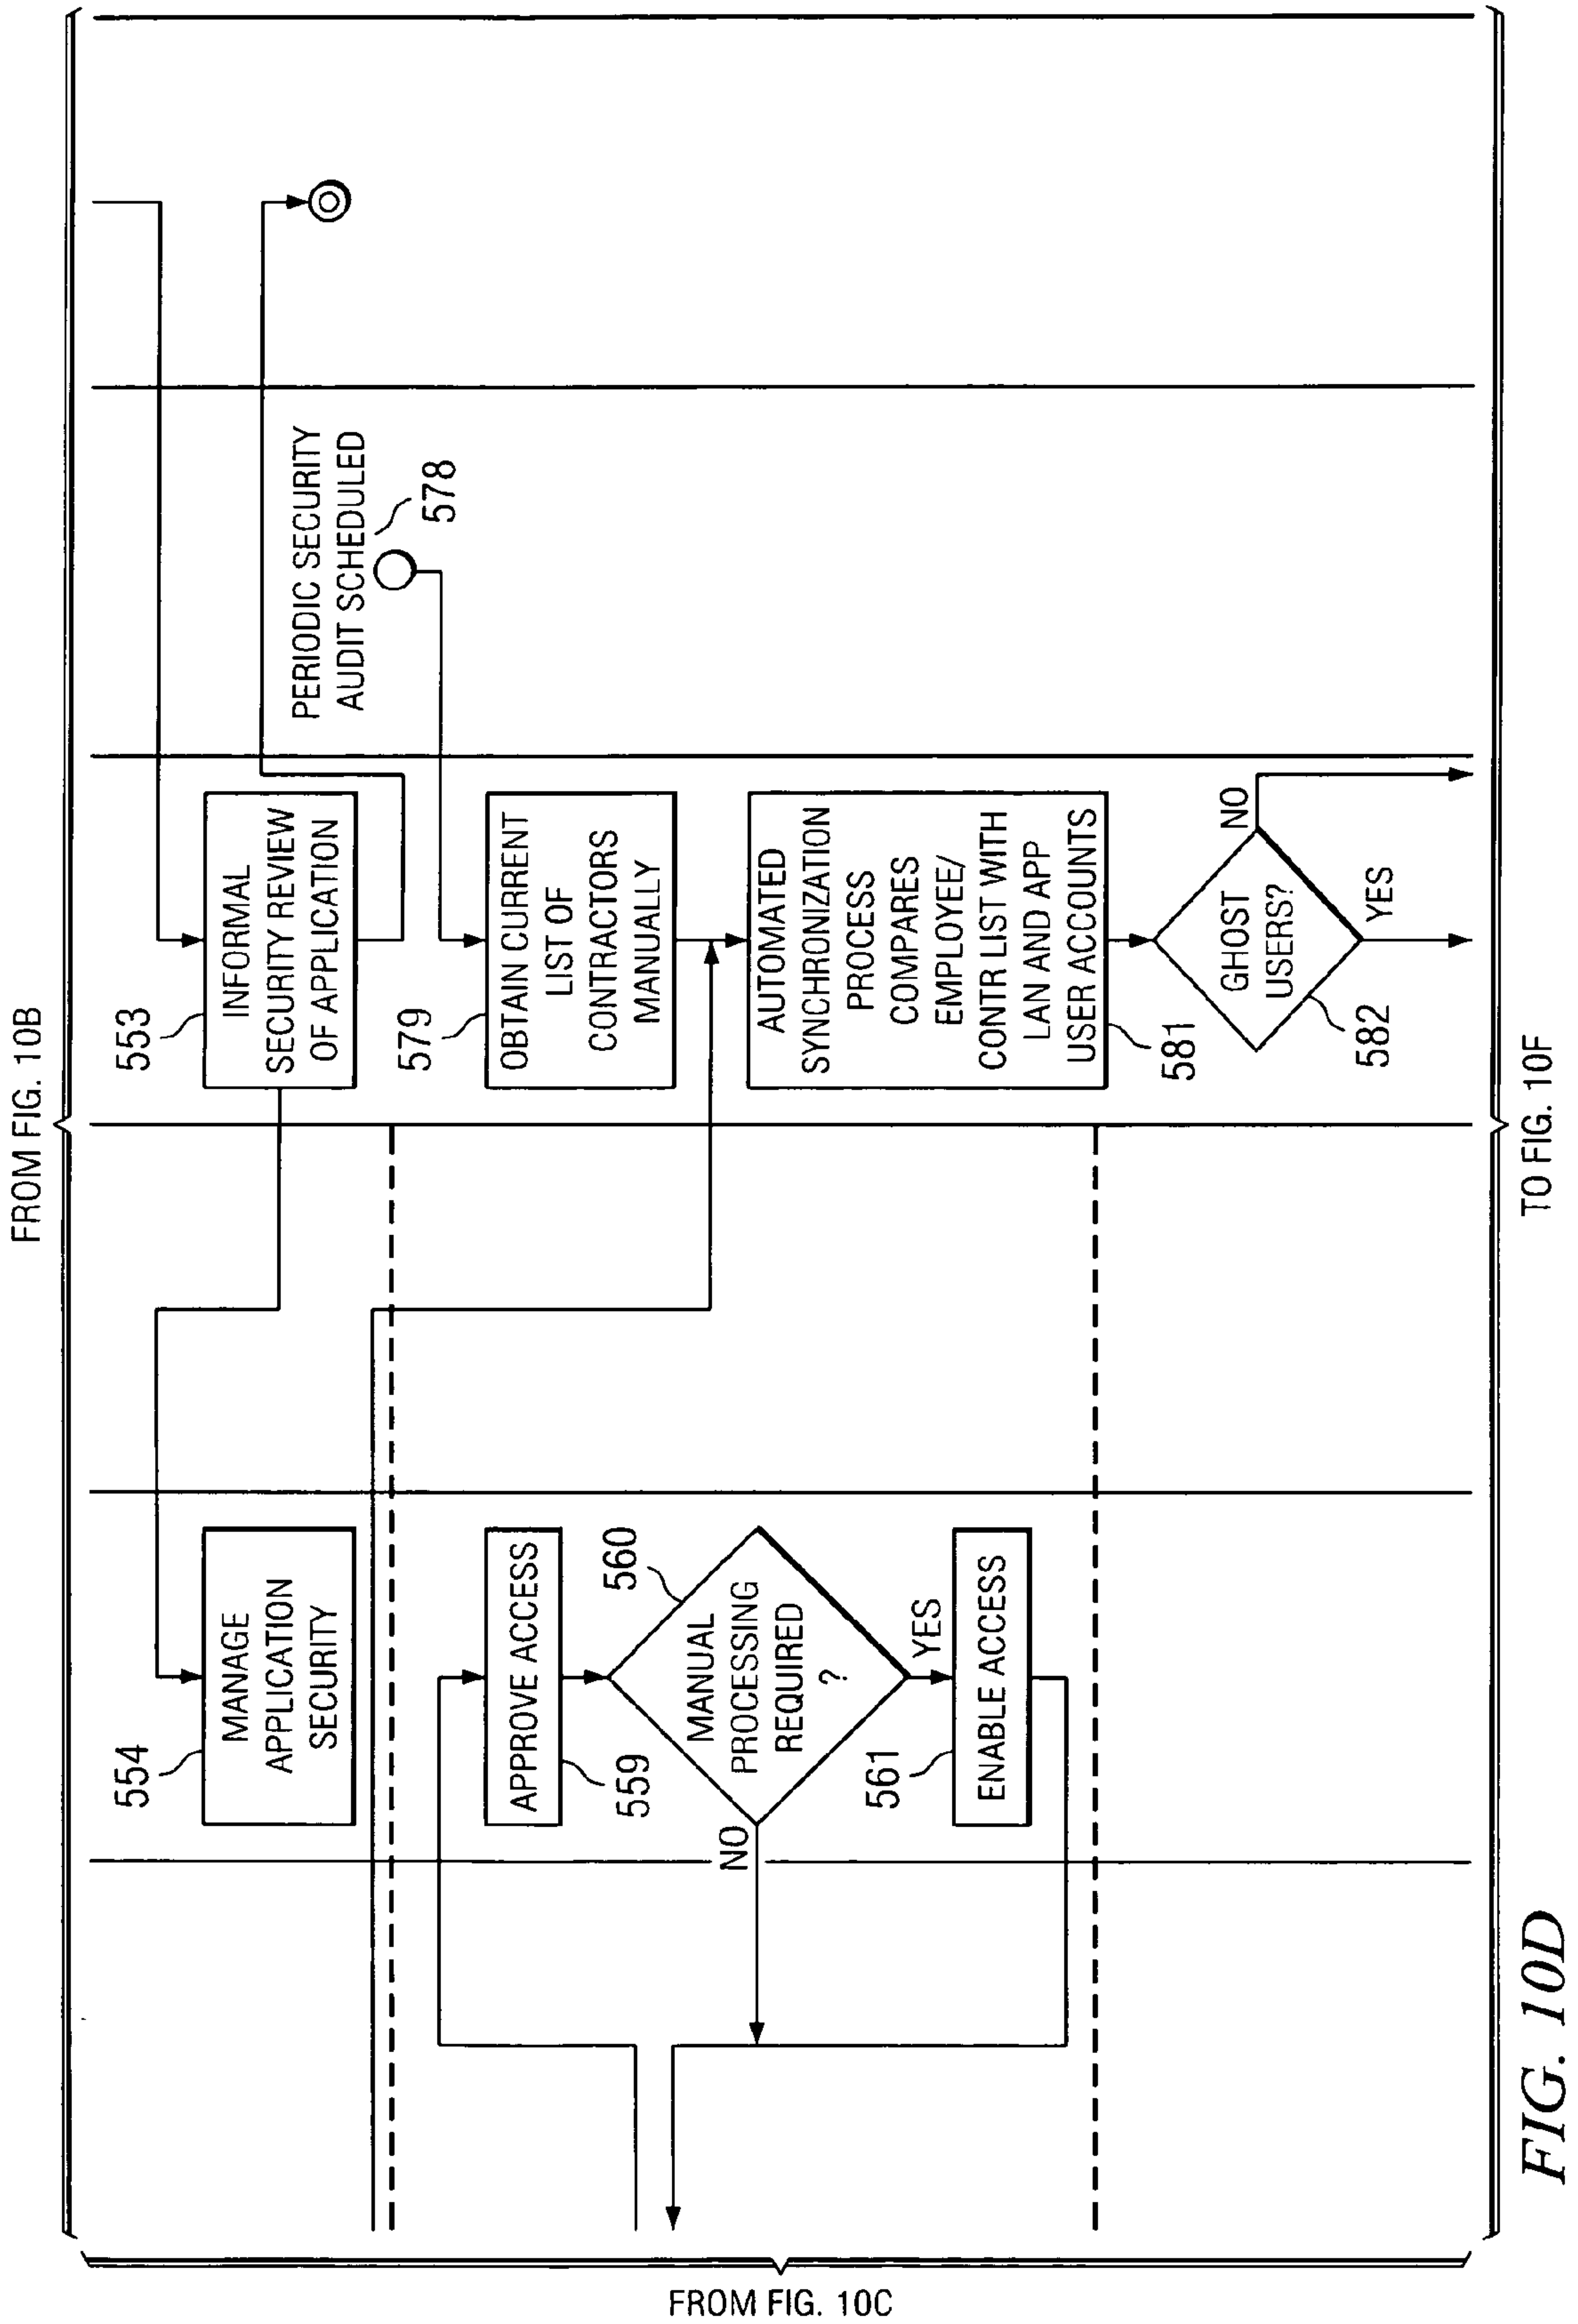 FROM FIG. 10B
553
INFORMAL
SECURITY REVIEW
OF APPLICATION
PERIODIC SECURITY
AUDIT SCHEDULED
578
579
OBTAIN CURRENT
LIST OF
CONTRACTORS
MANUALLY
AUTOMATED
SYNCHRONIZATION
PROCESS
COMPARES
EMPLOYEE/
CONTR LIST WITH
LAN AND APP
USER ACCOUNTS
581
GHOST
USERS?
NO
YES
582
554
MANAGE
APPLICATION
SECURITY
APPROVE ACCESS
559
560
MANUAL
PROCESSING
REQUIRED
?
NO
YES
561
ENABLE ACCESS
FROM FIG. 10C
TO FIG. 10F
FIG. 10D